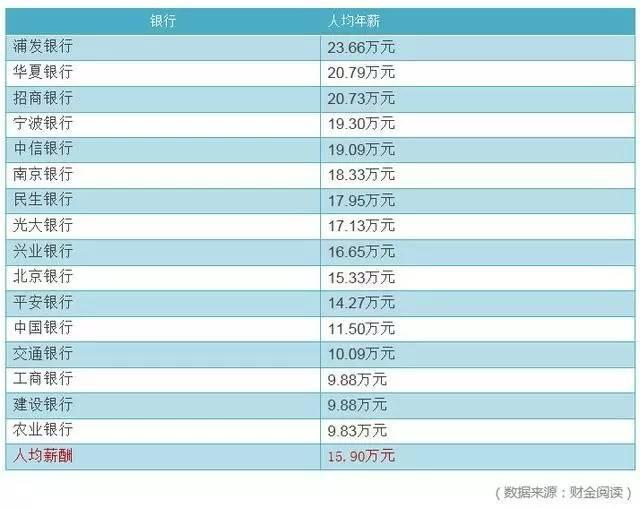 银行 人均年薪
浦发银行 23.66万元
华夏银行 20.79万元
招商银行 20.73万元
宁波银行 19.30万元
中信银行 19.09万元
南京银行 18.33万元
民生银行 17.95万元
光大银行 17.13万元
兴业银行 16.65万元
北京银行 15.33万元
平安银行 14.27万元
中国银行 11.50万元
交通银行 10.09万元
工商银行 9.88万元
建设银行 9.88万元
农业银行 9.83万元
人均薪酬 15.90万元
（数据来源：财金阅读）